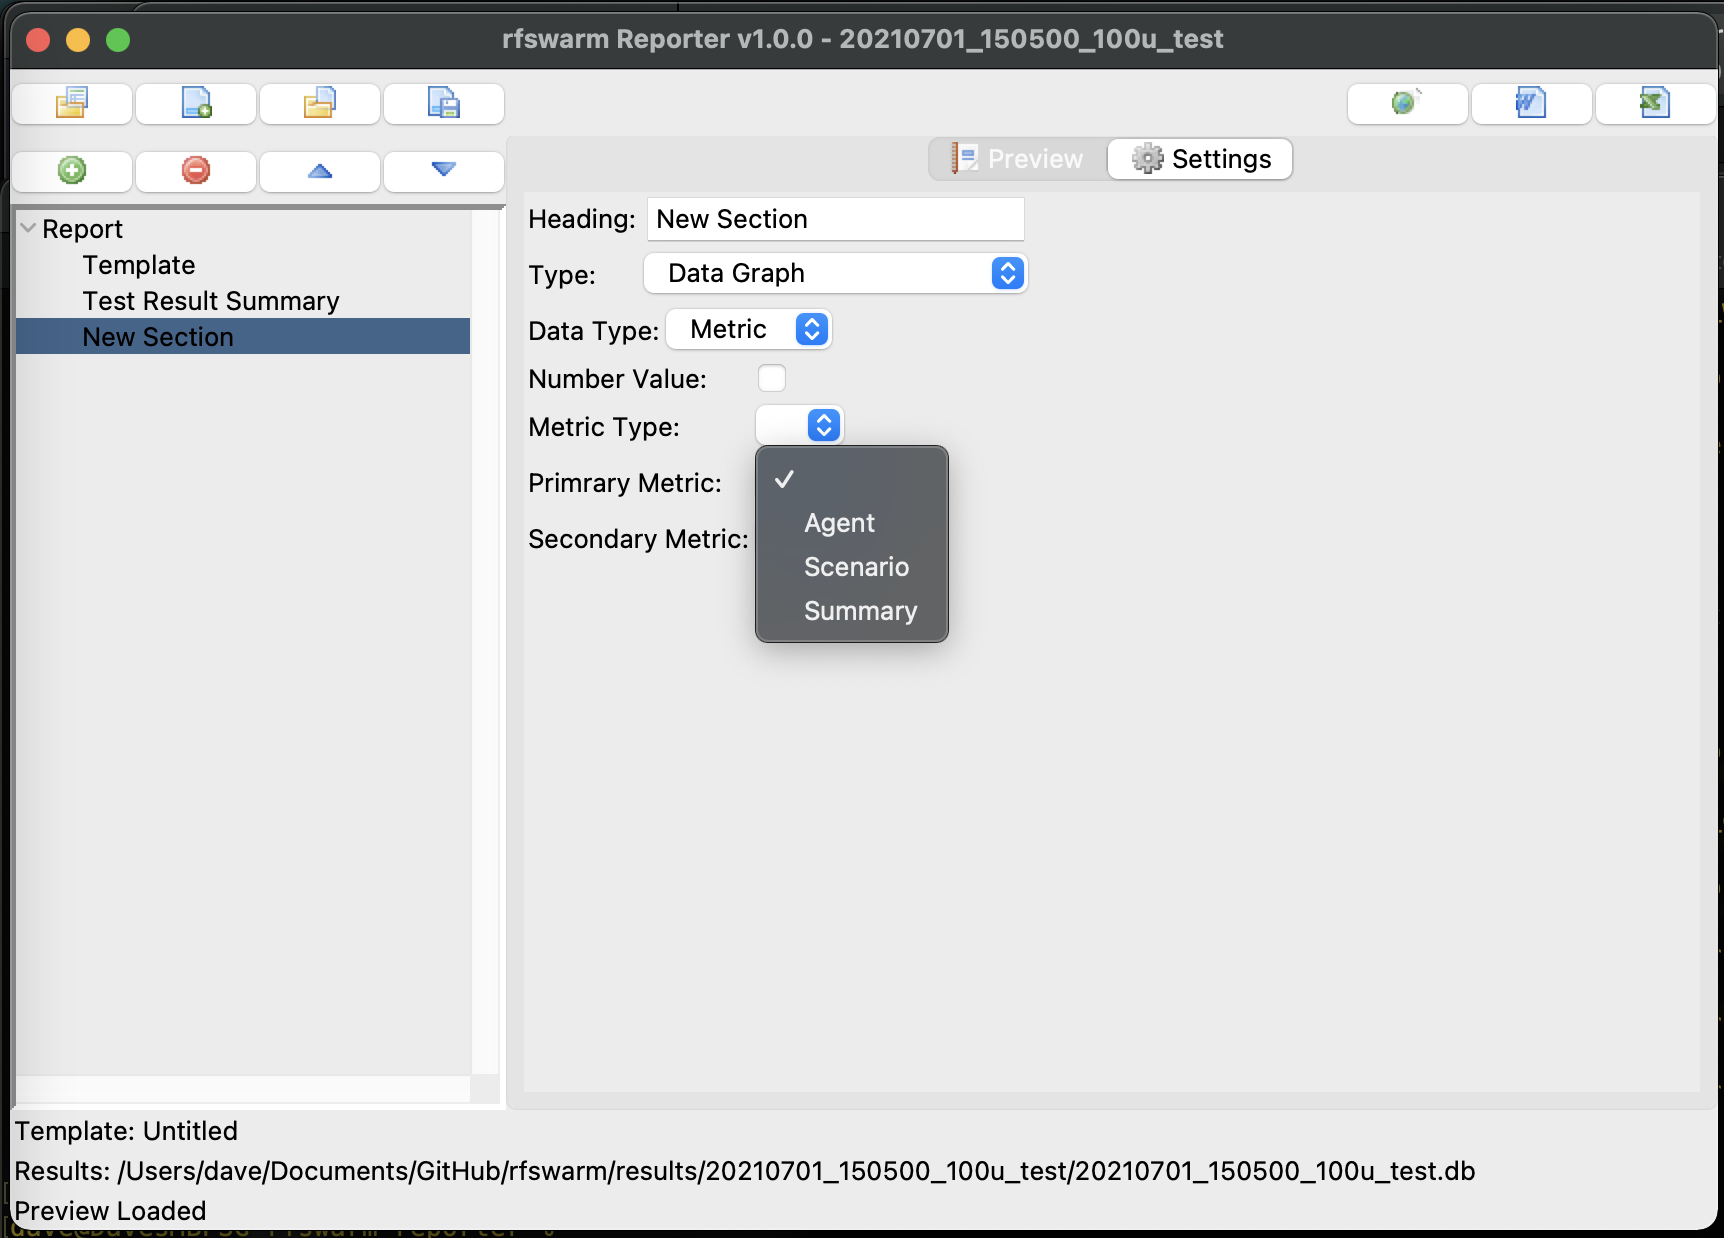 rfswarm Reporter v1.0.0 - 20210701_150500_100u_test
Preview
Settings
Report
Template
Test Result Summary
New Section
Heading: New Section
Type: Data Graph
Data Type: Metric
Number Value:
Metric Type:
Primrary Metric:
Secondary Metric:
Agent
Scenario
Summary
Template: Untitled
Results: /Users/dave/Documents/GitHub/rfswarm/results/20210701_150500_100u_test/20210701_150500_100u_test.db
Preview Loaded